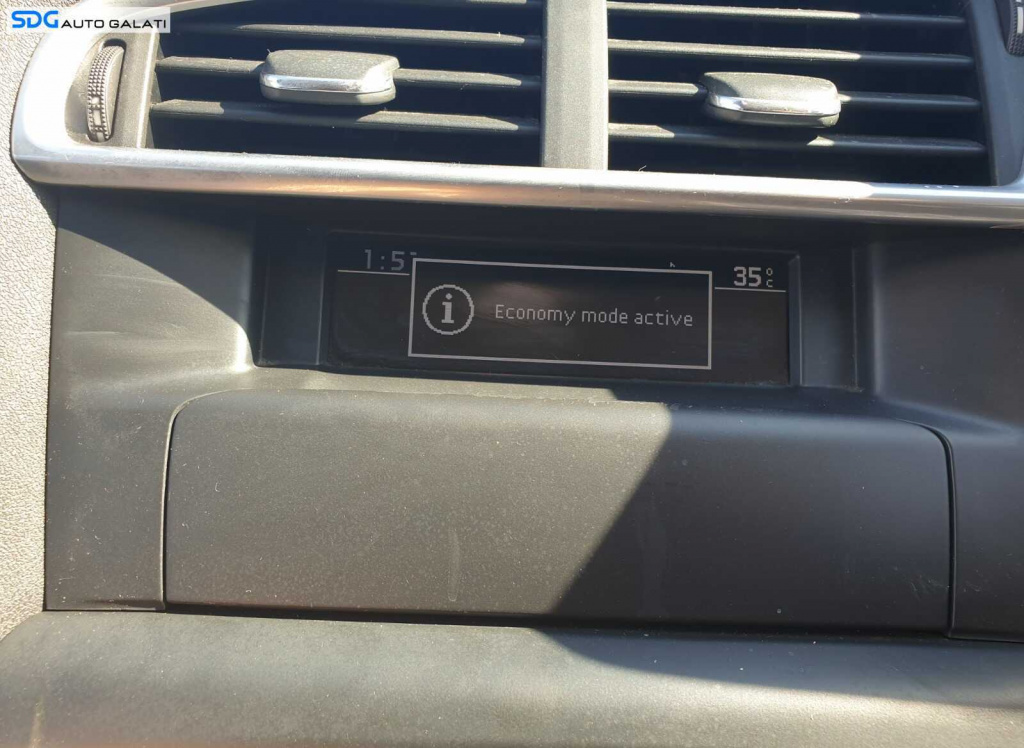 SDG AUTO GALATI
1:5
35°C
i Economy mode active